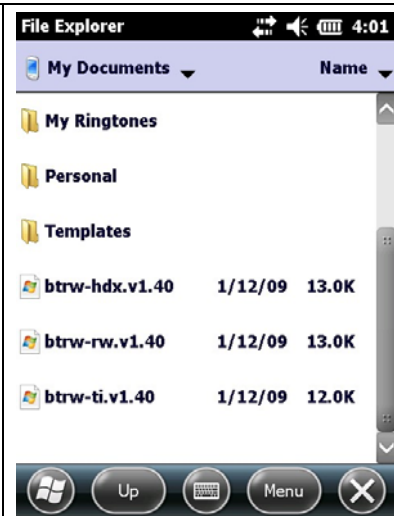 File Explorer 4:01
My Documents Name
My Ringtones
Personal
Templates
btrw-hdx.v1.40 1/12/09 13.0K
btrw-rw.v1.40 1/12/09 13.0K
btrw-ti.v1.40 1/12/09 12.0K
Up Menu